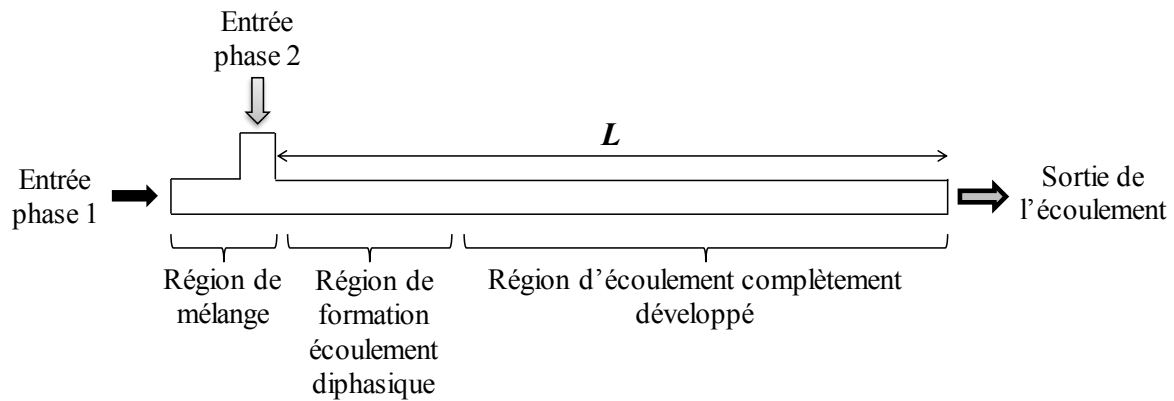 Entrée
phase 2
L
Entrée
phase 1
Sortie de
l'écoulement
Région de
mélange
Région de
formation
écoulement
diphasique
Région d'écoulement complètement
développé